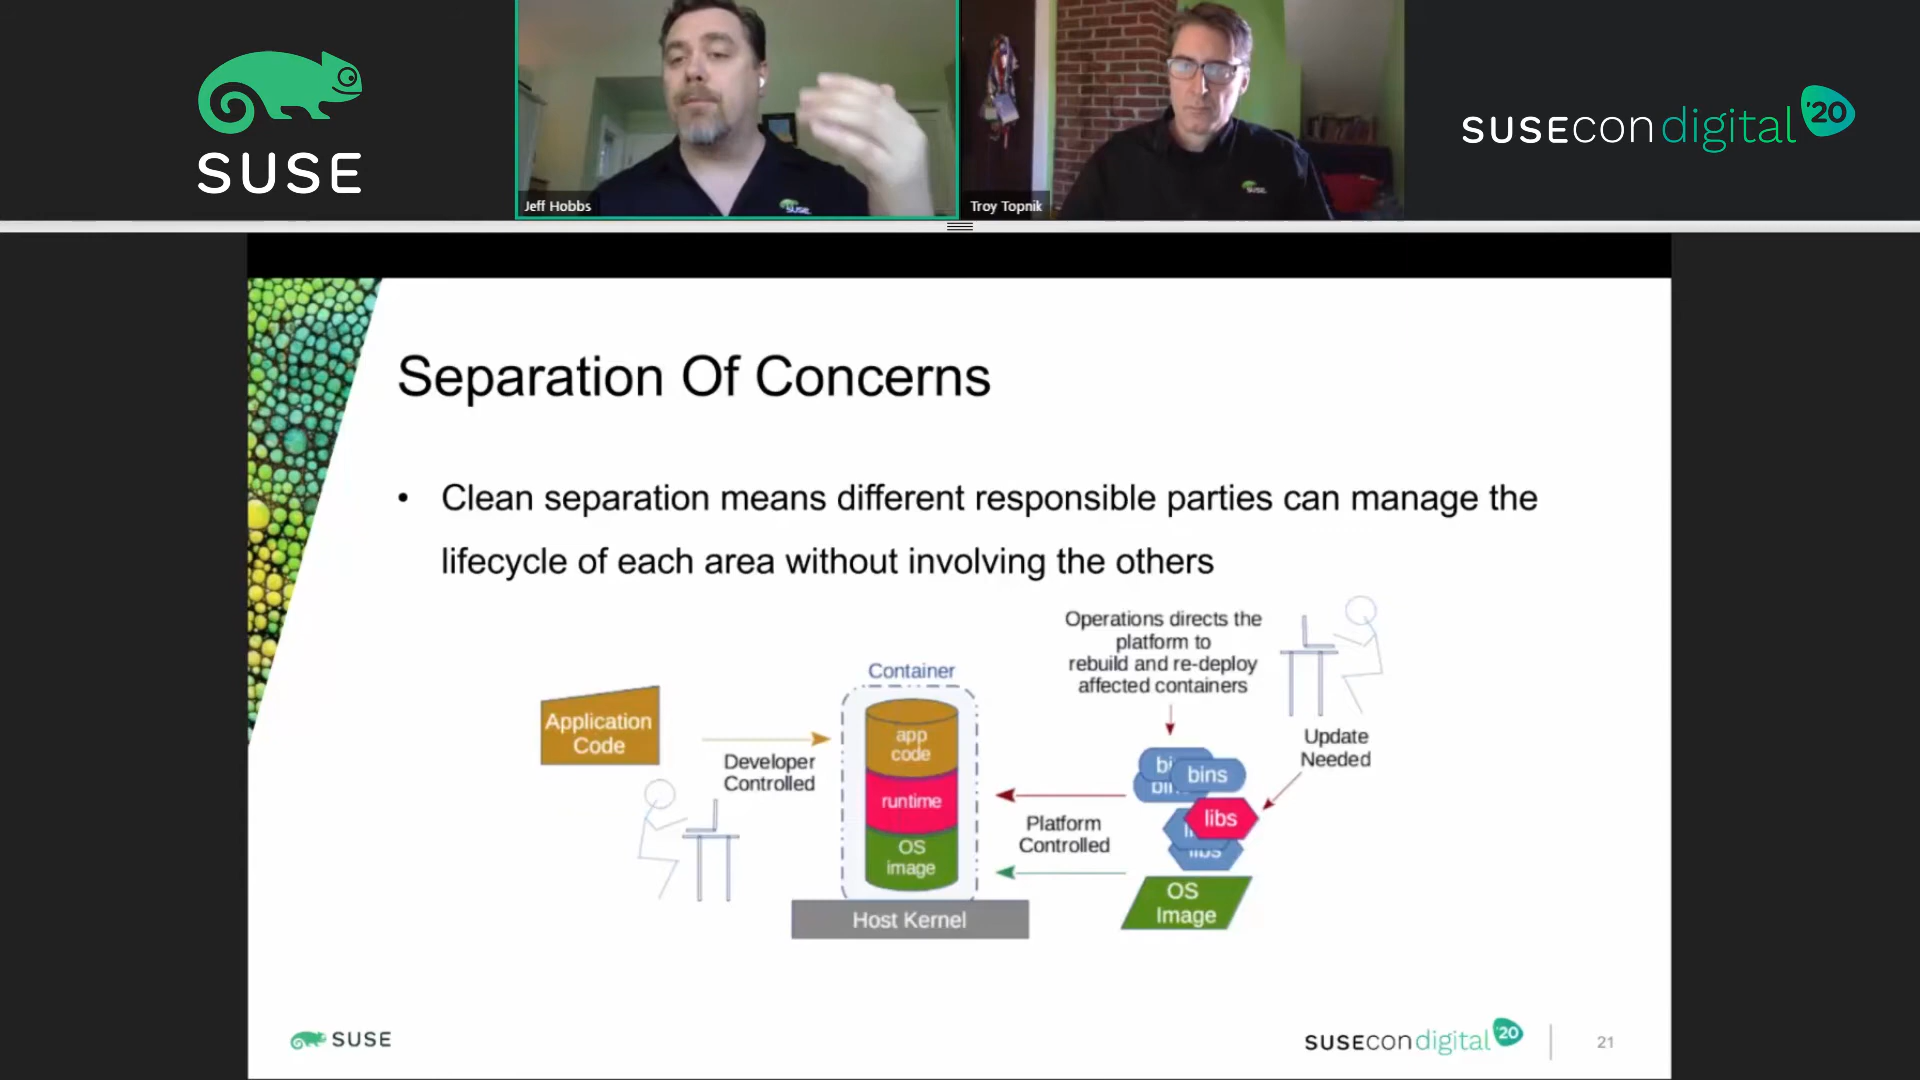 SUSE
Jeff Hobbs
Troy Topnik
SUSECon digital '20
Separation Of Concerns
• Clean separation means different responsible parties can manage the
lifecycle of each area without involving the others
Operations directs the
platform to
rebuild and re-deploy
affected containers
Container
Application
Code
app
code
Developer
Controlled
runtime
OS
image
Host Kernel
Platform
Controlled
Update
Needed
bins
libs
libs
OS
Image
SUSE
SUSECon digital '20
21